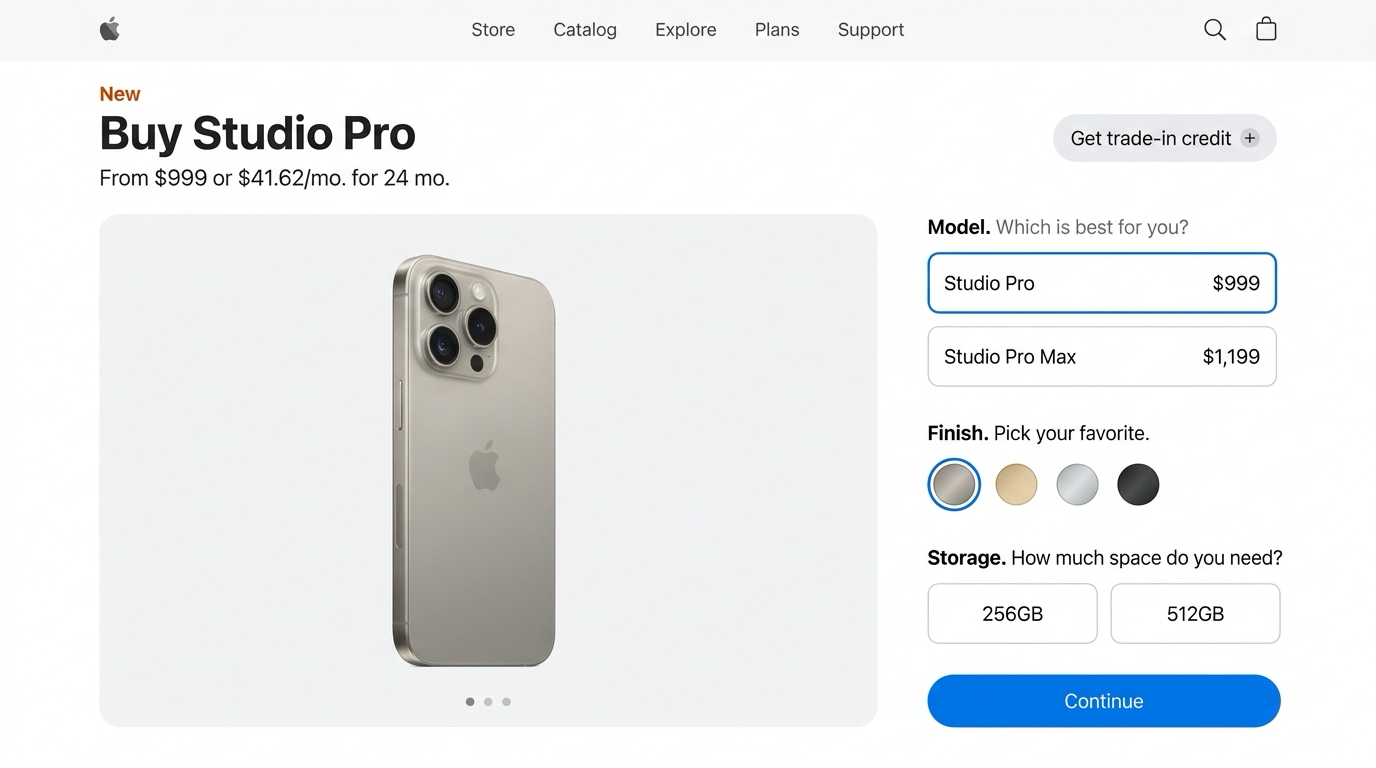 Store Catalog Explore Plans Support
New
Buy Studio Pro
From $999 or $41.62/mo. for 24 mo.
Get trade-in credit +
Model. Which is best for you?
Studio Pro $999
Studio Pro Max $1,199
Finish. Pick your favorite.
Storage. How much space do you need?
256GB 512GB
Continue